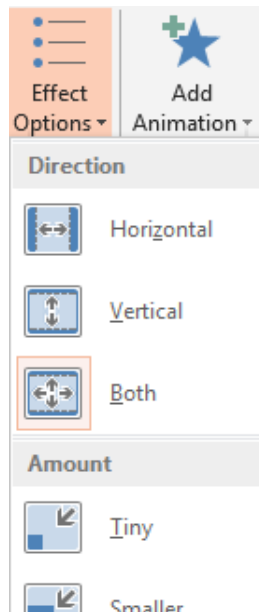 Effect
Options
Add
Animation
Direction
Horizontal
Vertical
Both
Amount
Tiny
Smaller